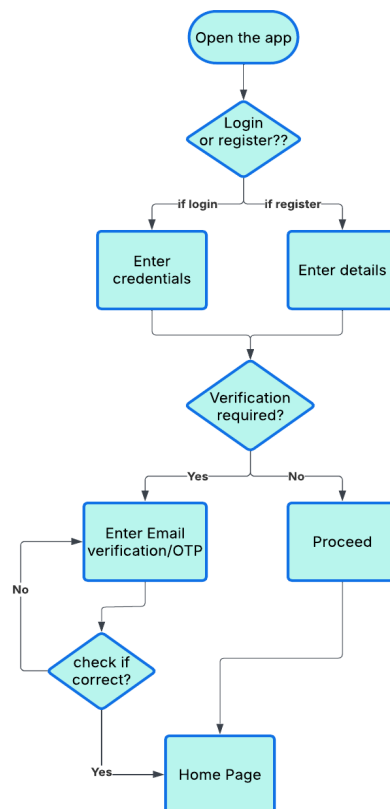 Open the app
Login
or register??
if login
if register
Enter
credentials
Enter details
Verification
required?
Yes
No
Enter Email
verification/OTP
Proceed
No
check if
correct?
Yes
Home Page